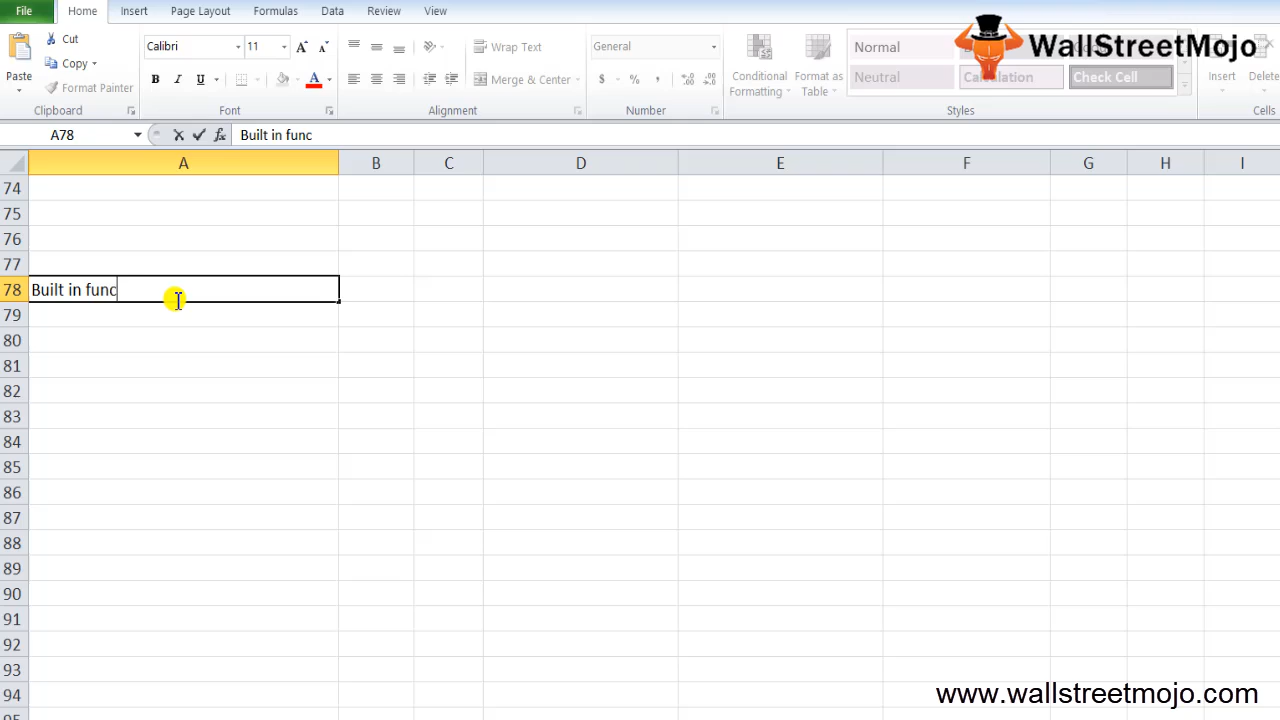 File Home Insert Page Layout Formulas Data Review View
Paste Cut Copy Format Painter Clipboard
Calibri 11 B I U A A A Font
Wrap Text Merge & Center Alignment
General $ % , Number
Conditional Formatting Format as Table
Normal Neutral Calculation Check Cell Styles
Insert Delete Cells
WallStreetMojo
A78 fx Built in func
A B C D E F G H I
74
75
76
77
78 Built in func
79
80
81
82
83
84
85
86
87
88
89
90
91
92
93
94
www.wallstreetmojo.com